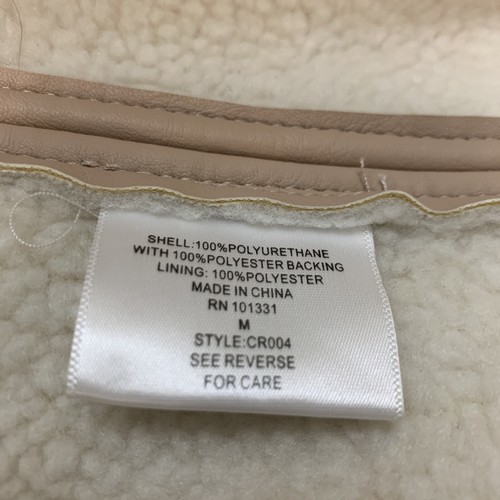 SHELL:100%POLYURETHANE
WITH 100%POLYESTER BACKING
LINING: 100%POLYESTER
MADE IN CHINA
RN 101331
M
STYLE:CR004
SEE REVERSE
FOR CARE